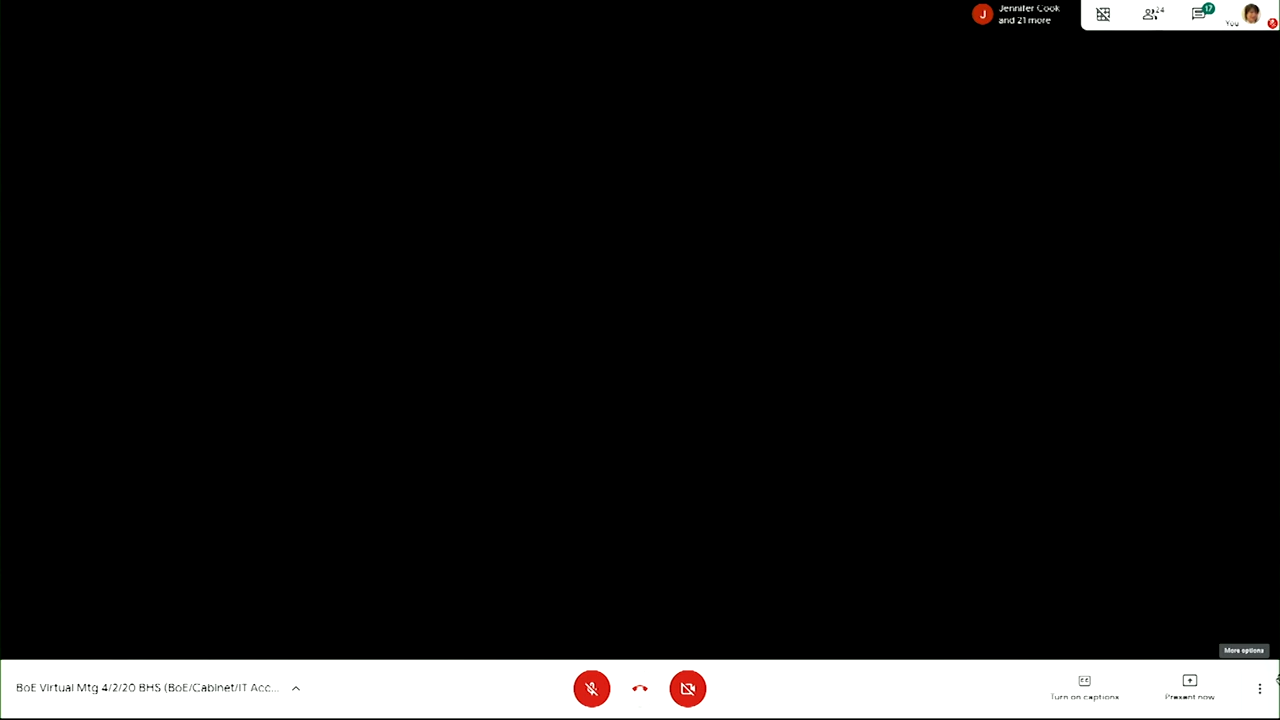 J
Jennifer Cook
and 21 more
24
17
You
More options
BoE Virtual Mtg 4/2/20 BHS (BoE/Cabinet/IT Acc...
Turn on captions
Present now